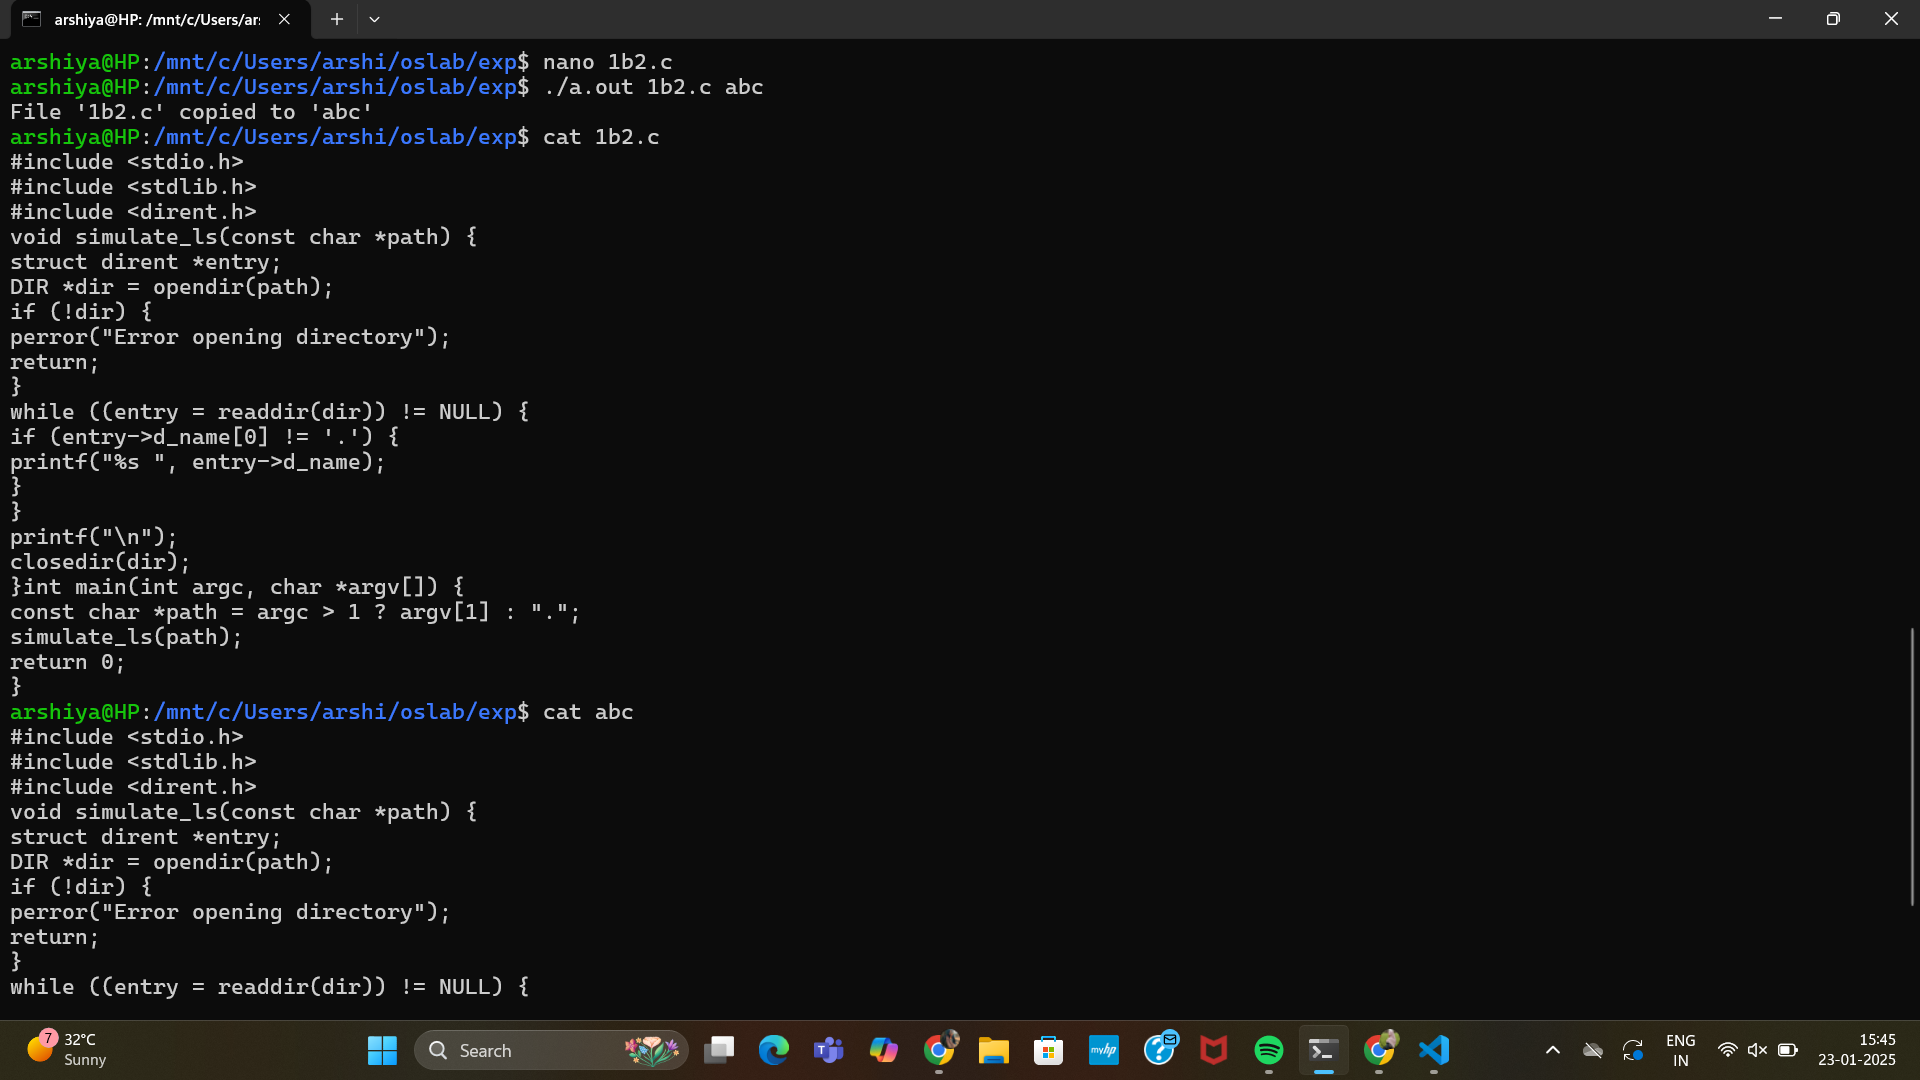 arshiya@HP: /mnt/c/Users/ar
arshiya@HP:/mnt/c/Users/arshi/oslab/exp$ nano 1b2.c
arshiya@HP:/mnt/c/Users/arshi/oslab/exp$ ./a.out 1b2.c abc
File '1b2.c' copied to 'abc'
arshiya@HP:/mnt/c/Users/arshi/oslab/exp$ cat 1b2.c
#include <stdio.h>
#include <stdlib.h>
#include <dirent.h>
void simulate_ls(const char *path) {
struct dirent *entry;
DIR *dir = opendir(path);
if (!dir) {
perror("Error opening directory");
return;
}
while ((entry = readdir(dir)) != NULL) {
if (entry->d_name[0] != '.') {
printf("%s ", entry->d_name);
}
}
printf("\n");
closedir(dir);
}int main(int argc, char *argv[]) {
const char *path = argc > 1 ? argv[1] : ".";
simulate_ls(path);
return 0;
}
arshiya@HP:/mnt/c/Users/arshi/oslab/exp$ cat abc
#include <stdio.h>
#include <stdlib.h>
#include <dirent.h>
void simulate_ls(const char *path) {
struct dirent *entry;
DIR *dir = opendir(path);
if (!dir) {
perror("Error opening directory");
return;
}
while ((entry = readdir(dir)) != NULL) {
7
32°C
Sunny
Search
myhp
ENG
IN
15:45
23-01-2025